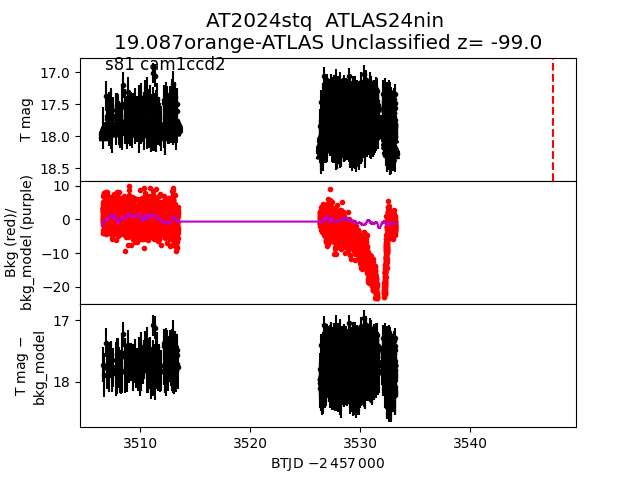 AT2024stq  ATLAS24nin
19.087orange-ATLAS Unclassified z= -99.0
s81 cam1ccd2
17.0
17.5
18.0
18.5
T mag
10
0
−10
−20
Bkg (red)/
bkg_model (purple)
17
18
T mag −
bkg_model
3510
3520
3530
3540
BTJD −2 457 000